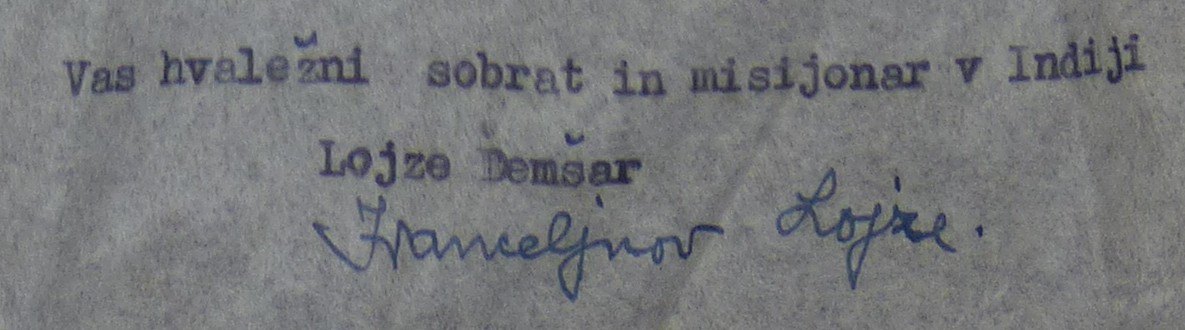 Vas hvaležni sobrat in misijonar v Indiji
Lojze Demšar
Franceljnov Lojze.